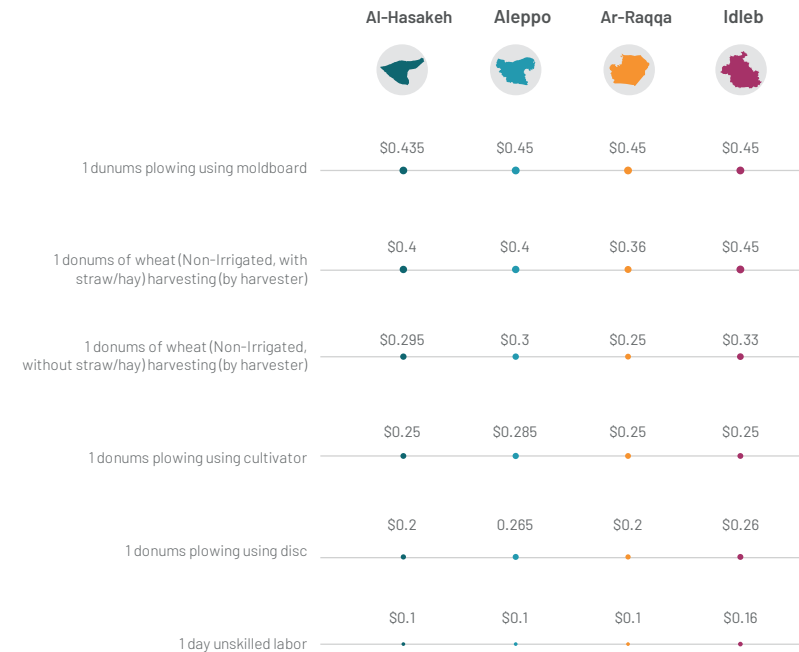 Al-Hasakeh Aleppo Ar-Raqqa Idleb
$0.435 $0.45 $0.45 $0.45
1 dunums plowing using moldboard
$0.4 $0.4 $0.36 $0.45
1 donums of wheat (Non-Irrigated, with
straw/hay) harvesting (by harvester)
$0.295 $0.3 $0.25 $0.33
1 donums of wheat (Non-Irrigated,
without straw/hay) harvesting (by harvester)
$0.25 $0.285 $0.25 $0.25
1 donums plowing using cultivator
$0.2 0.265 $0.2 $0.26
1 donums plowing using disc
$0.1 $0.1 $0.1 $0.16
1 day unskilled labor